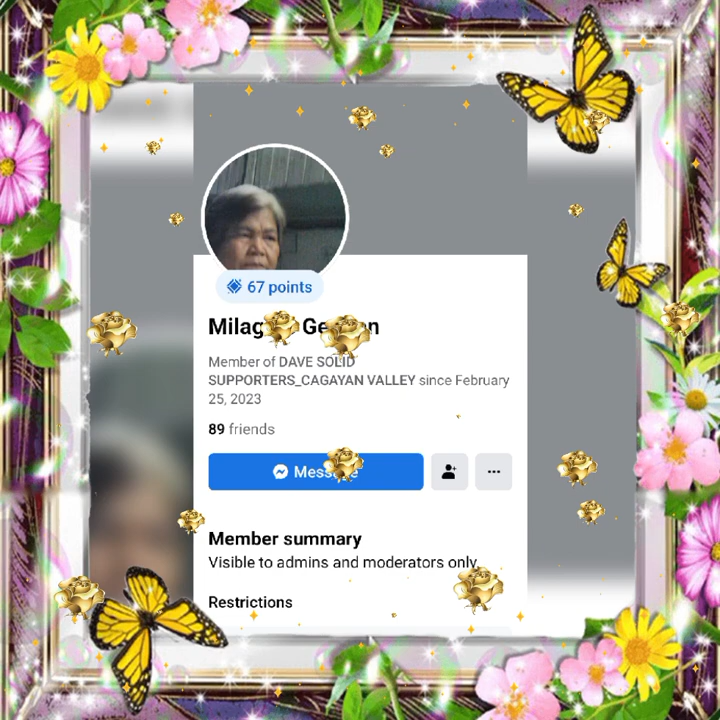 67 points
Member of DAVE SOLID
SUPPORTERS_CAGAYAN VALLEY since February
25, 2023
89 friends
Member summary
Visible to admins and moderators only
Restrictions